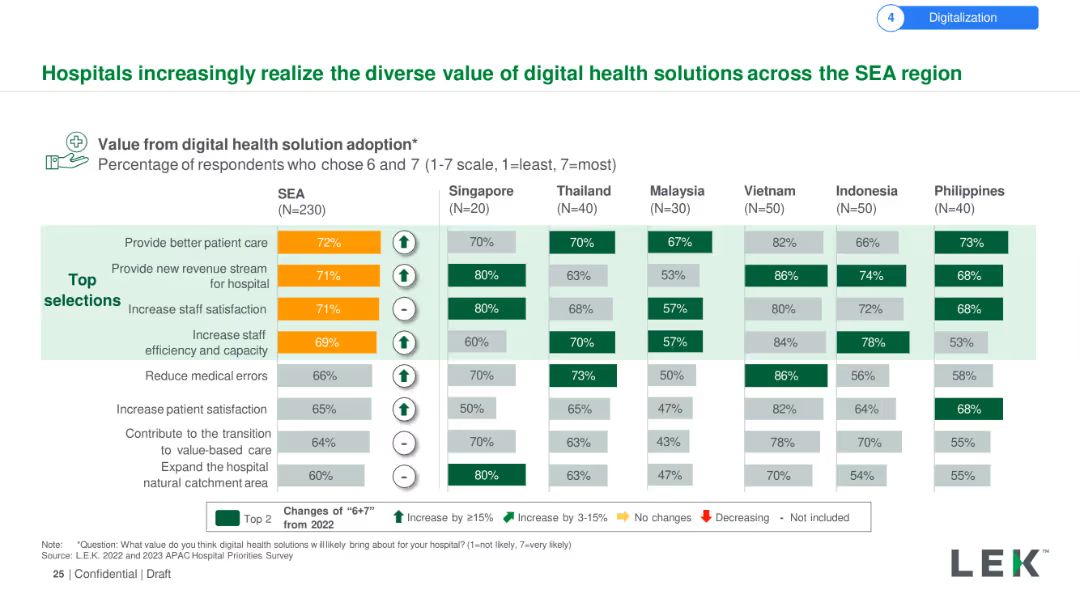 4 Digitalization
Hospitals increasingly realize the diverse value of digital health solutions across the SEA region
Value from digital health solution adoption*
Percentage of respondents who chose 6 and 7 (1-7 scale, 1=least, 7=most)
SEA Singapore Thailand Malaysia Vietnam Indonesia Philippines
(N=230) (N=20) (N=40) (N=30) (N=50) (N=50) (N=40)
Top
selections
Provide better patient care 72% 70% 70% 67% 82% 66% 73%
Provide new revenue stream
for hospital 71% 80% 63% 53% 86% 74% 68%
Increase staff satisfaction 71% - 80% 68% 57% 80% 72% 68%
Increase staff
efficiency and capacity 69% 60% 70% 57% 84% 78% 53%
Reduce medical errors 66% 70% 73% 50% 86% 56% 58%
Increase patient satisfaction 65% 50% 65% 47% 82% 64% 68%
Contribute to the transition
to value-based care 64% - 70% 63% 43% 78% 70% 55%
Expand the hospital
natural catchment area 60% - 80% 63% 47% 70% 54% 55%
Top 2
Changes of “6+7”
from 2022
Increase by ≥15% Increase by 3-15% No changes Decreasing - Not included
Note: *Question: What value do you think digital health solutions will likely bring about for your hospital? (1=not likely, 7=very likely)
Source: L.E.K. 2022 and 2023 APAC Hospital Priorities Survey
25 | Confidential | Draft
LEK™